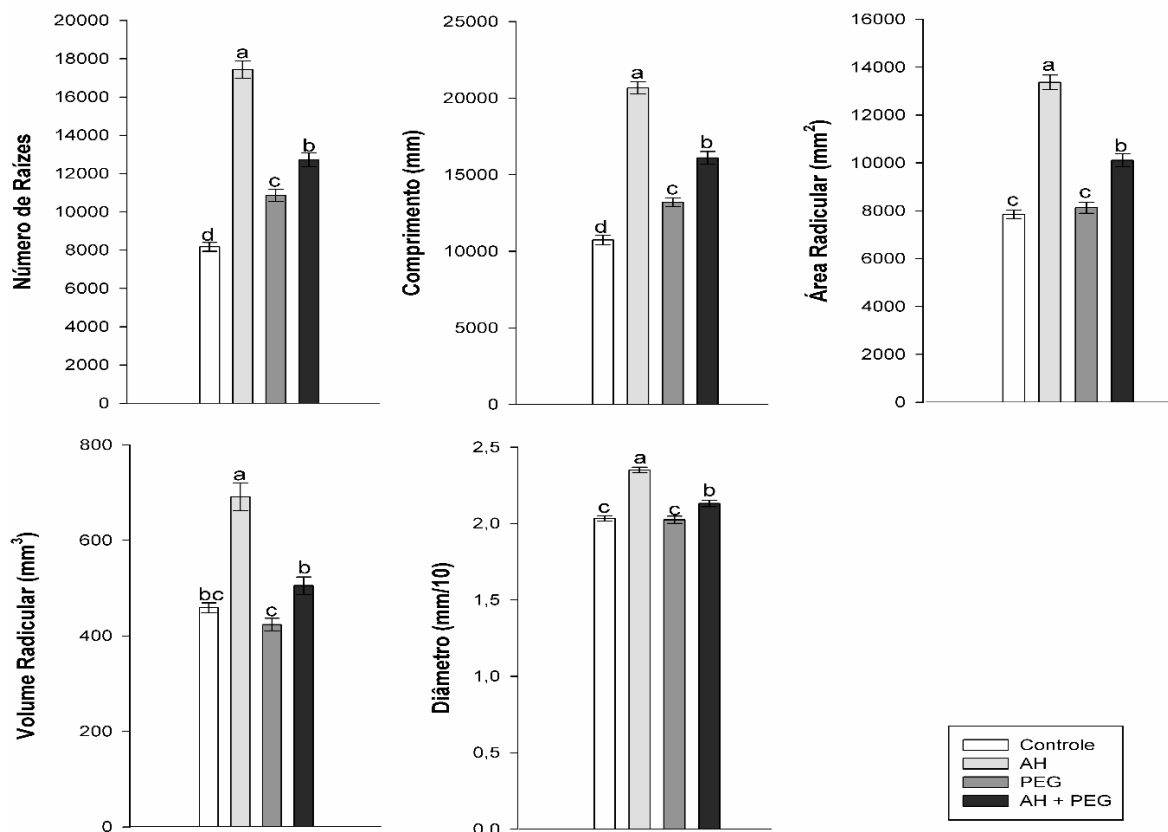 Número de Raízes
20000
18000
16000
14000
12000
10000
8000
6000
4000
2000
0
d
a
c
b
Comprimento (mm)
25000
20000
15000
10000
5000
0
d
a
c
b
Área Radicular (mm²)
16000
14000
12000
10000
8000
6000
4000
2000
0
c
a
c
b
Volume Radicular (mm³)
800
600
400
200
0
bc
a
c
b
Diâmetro (mm/10)
2,5
2,0
1,5
1,0
0,5
0,0
c
a
c
b
Controle
AH
PEG
AH + PEG